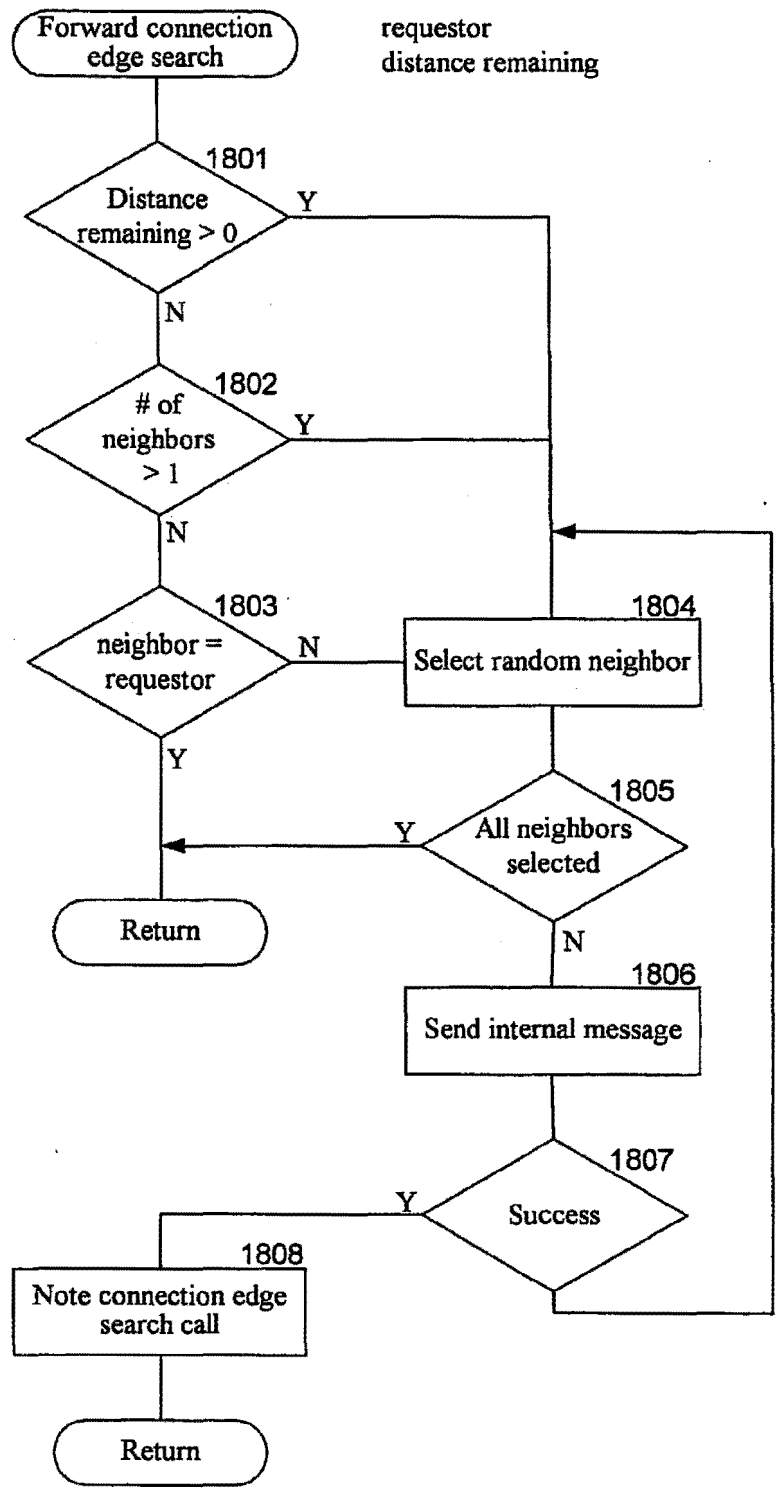 Forward connection
edge search
requestor
distance remaining
1801
Distance
remaining > 0
Y
N
1802
# of
neighbors
> 1
Y
N
1803
neighbor =
requestor
N
Y
1804
Select random neighbor
1805
All neighbors
selected
Y
N
Return
1806
Send internal message
1807
Success
Y
1808
Note connection edge
search call
Return